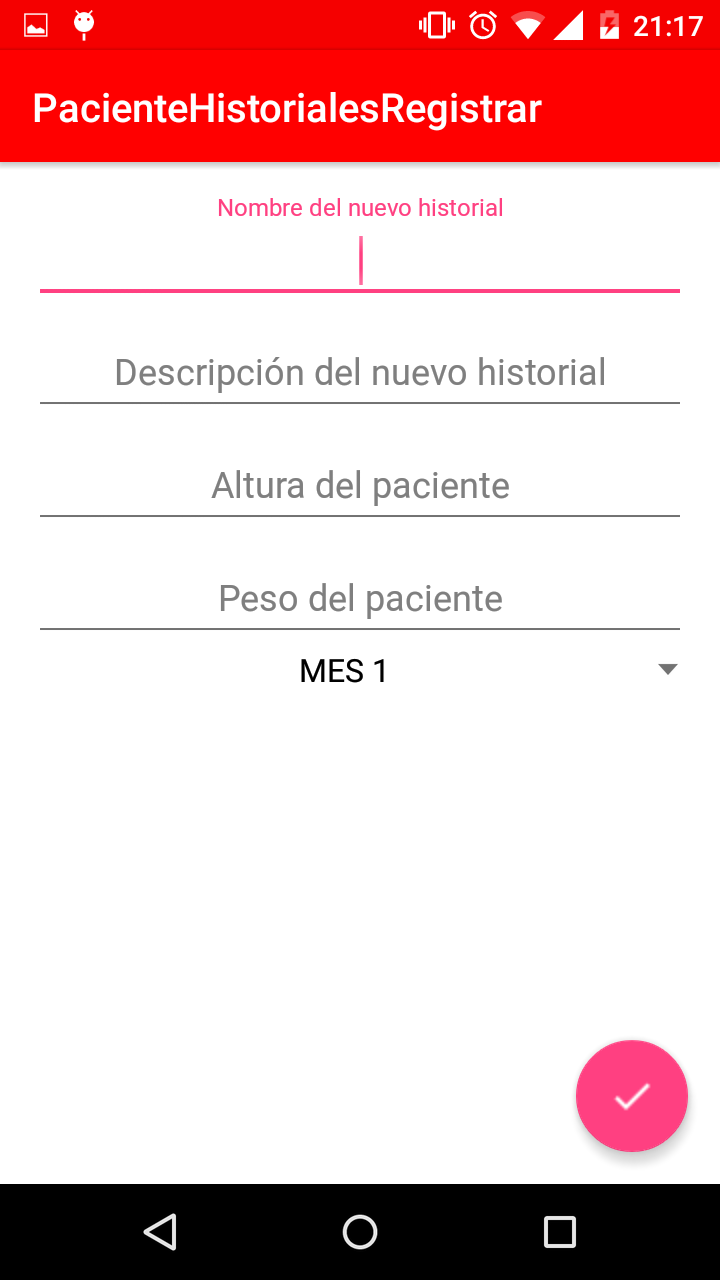 21:17
PacienteHistorialesRegistrar
Nombre del nuevo historial
Descripción del nuevo historial
Altura del paciente
Peso del paciente
MES 1